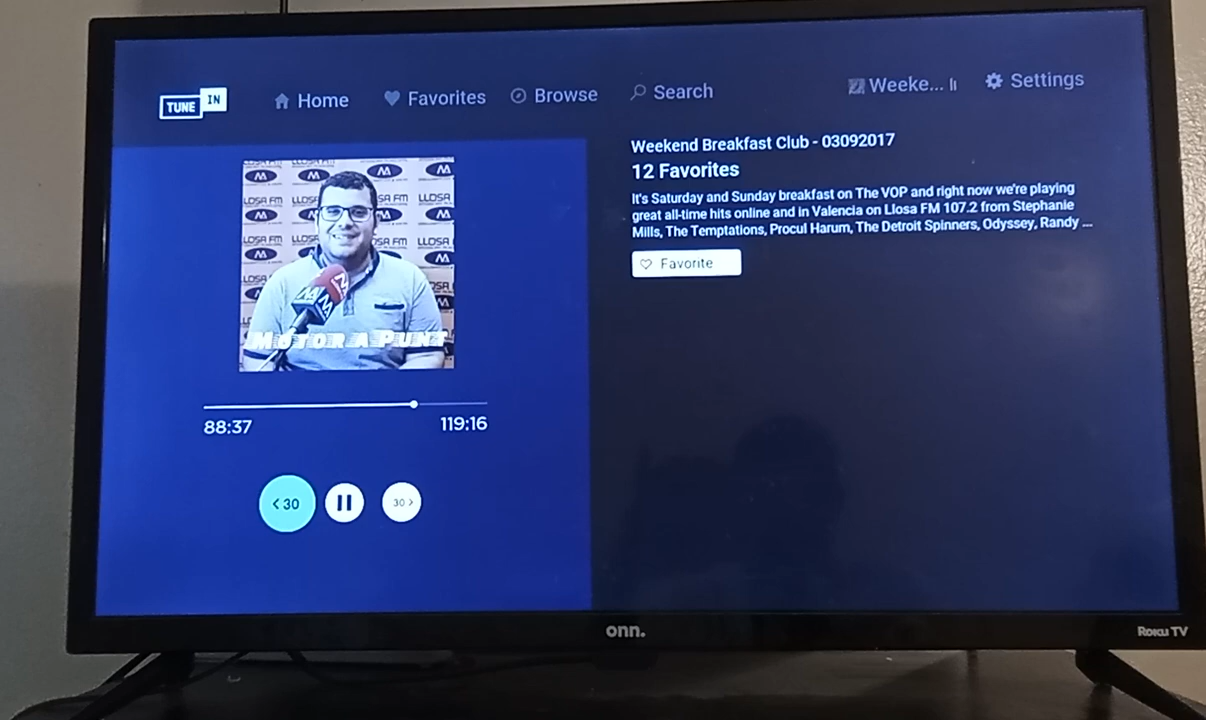 TUNE IN
Home Favorites Browse Search Weeke... Settings
Weekend Breakfast Club - 03092017
12 Favorites
It's Saturday and Sunday breakfast on The VOP and right now we're playing
great all-time hits online and in Valencia on Llosa FM 107.2 from Stephanie
Mills, The Temptations, Procul Harum, The Detroit Spinners, Odyssey, Randy ...
Favorite
LLOSA FM
MOTOR A PUNT
88:37 119:16
< 30 30 >
onn.
Roku TV